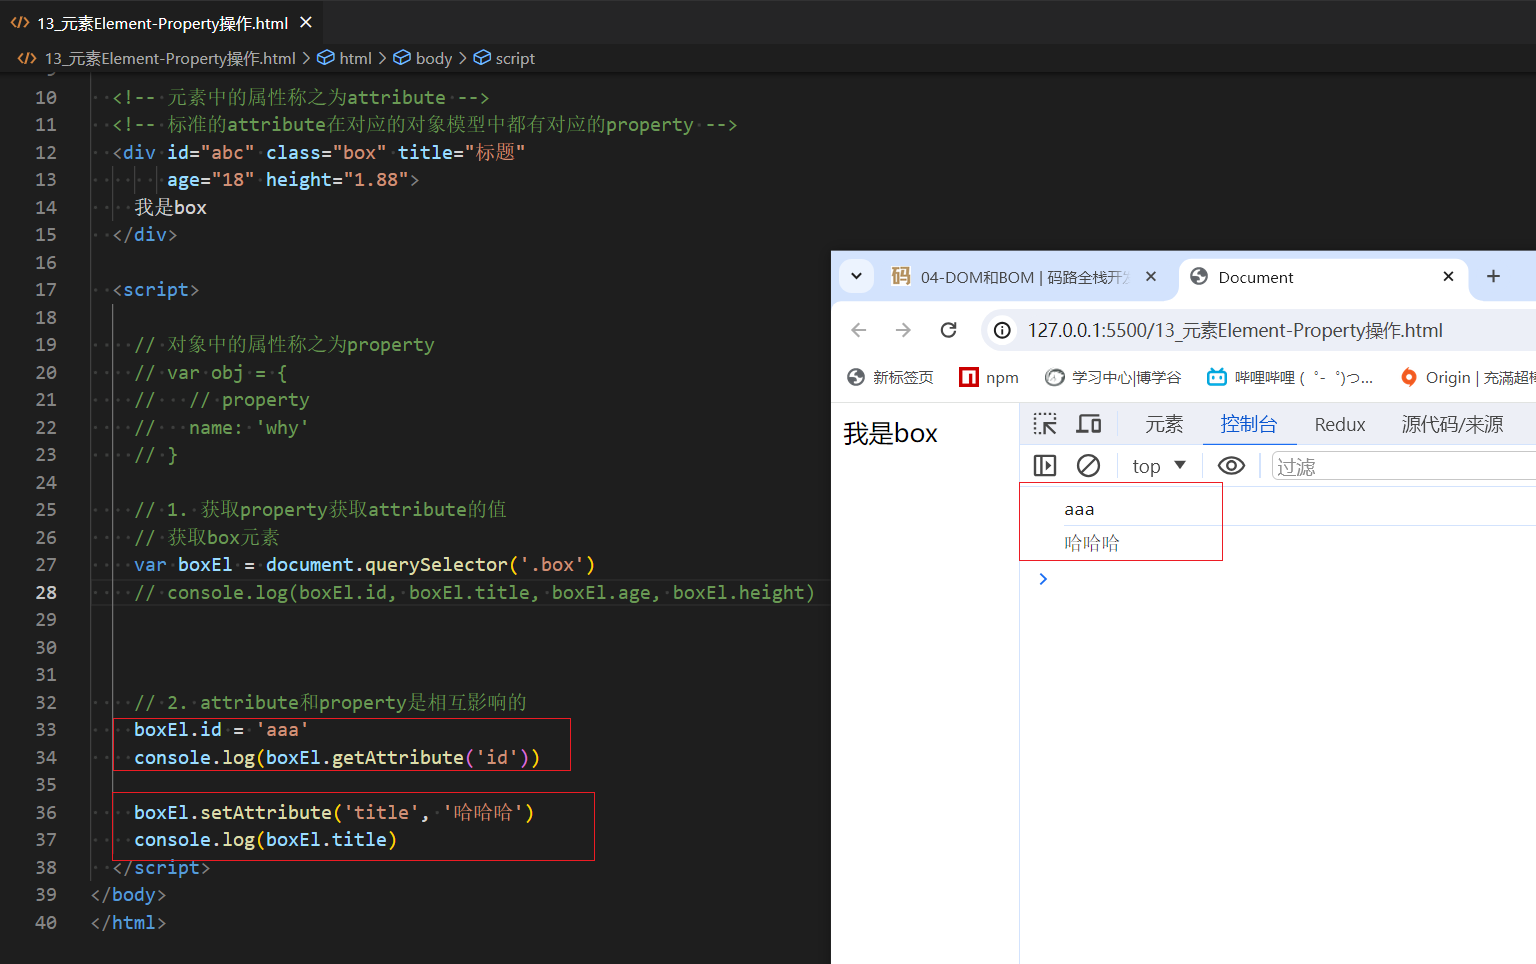 13_元素Element-Property操作.html
13_元素Element-Property操作.html > html > body > script
10 <!-- 元素中的属性称之为attribute -->
11 <!-- 标准的attribute在对应的对象模型中都有对应的property -->
12 <div id="abc" class="box" title="标题"
13 age="18" height="1.88">
14 我是box
15 </div>
16
17 <script>
18
19 // 对象中的属性称之为property
20 // var obj = {
21 // // property
22 // name: 'why'
23 // }
24
25 // 1. 获取property获取attribute的值
26 // 获取box元素
27 var boxEl = document.querySelector('.box')
28 // console.log(boxEl.id, boxEl.title, boxEl.age, boxEl.height)
29
30
31
32 // 2. attribute和property是相互影响的
33 boxEl.id = 'aaa'
34 console.log(boxEl.getAttribute('id'))
35
36 boxEl.setAttribute('title', '哈哈哈')
37 console.log(boxEl.title)
38 </script>
39 </body>
40 </html>
码 04-DOM和BOM | 码路全栈开发
Document
127.0.0.1:5500/13_元素Element-Property操作.html
新标签页 npm 学习中心|博学谷 哔哩哔哩 (゜-゜)つ... Origin | 充滿超
我是box
元素 控制台 Redux 源代码/来源
top 过滤
aaa
哈哈哈